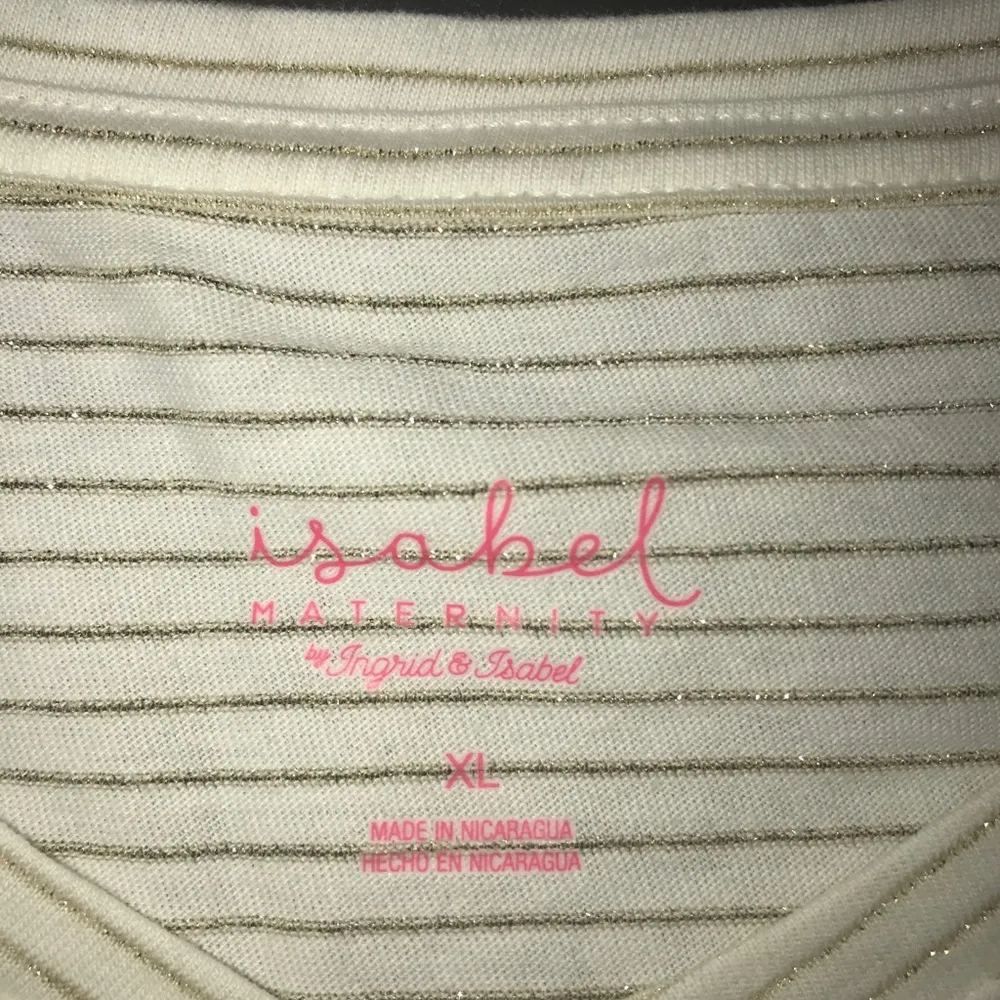 isabel
MATERNITY
by Ingrid & Isabel
XL
MADE IN NICARAGUA
HECHO EN NICARAGUA